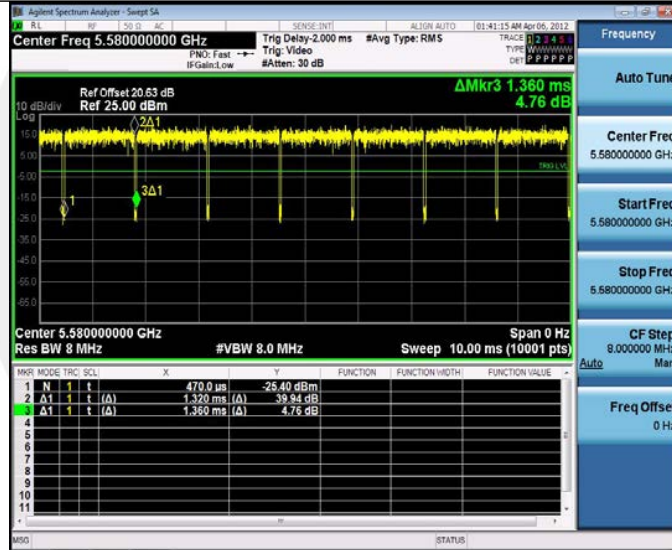 Agilent Spectrum Analyzer - Swept SA
RL RF 50 Ω AC SENSE:INT ALIGN AUTO 01:41:15 AM Apr 06, 2012
Center Freq 5.580000000 GHz
PNO: Fast
IFGain:Low
Trig Delay-2.000 ms
Trig: Video
#Atten: 30 dB
#Avg Type: RMS
TRACE 1 2 3 4 5 6
TYPE WWWWWW
DET P P P P P P
Ref Offset 20.63 dB
10 dB/div Ref 25.00 dBm
Log
ΔMkr3 1.360 ms
4.76 dB
15.0
5.00
-5.00
-15.0
-25.0
-35.0
-45.0
-55.0
-65.0
2Δ1
3Δ1
1
TRIG LVL
Center 5.580000000 GHz Span 0 Hz
Res BW 8 MHz #VBW 8.0 MHz Sweep 10.00 ms (10001 pts)
MKR MODE TRC SCL X Y FUNCTION FUNCTION WIDTH FUNCTION VALUE
1 N 1 t 470.0 µs -25.40 dBm
2 Δ1 1 t (Δ) 1.320 ms (Δ) 39.94 dB
3 Δ1 1 t (Δ) 1.360 ms (Δ) 4.76 dB
4
5
6
7
8
9
10
11
MSG STATUS
Frequency
Auto Tune
Center Freq
5.580000000 GHz
Start Freq
5.580000000 GHz
Stop Freq
5.580000000 GHz
CF Step
8.000000 MHz
Auto Man
Freq Offset
0 Hz